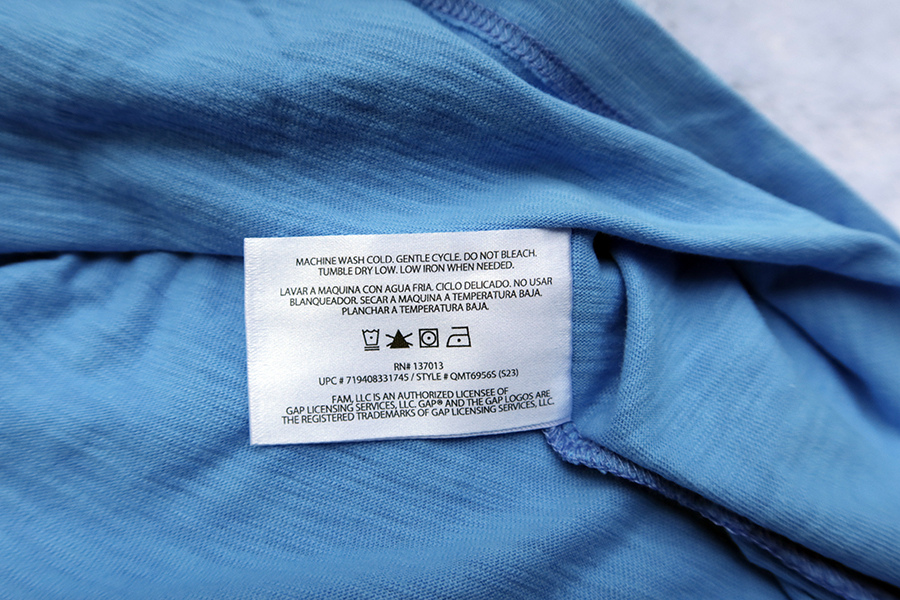 MACHINE WASH COLD. GENTLE CYCLE. DO NOT BLEACH.
TUMBLE DRY LOW. LOW IRON WHEN NEEDED.
LAVAR A MAQUINA CON AGUA FRIA. CICLO DELICADO. NO USAR
BLANQUEADOR. SECAR A MAQUINA A TEMPERATURA BAJA.
PLANCHAR A TEMPERATURA BAJA.
RN# 137013
UPC # 719408331745 / STYLE # QMT6956S (S23)
FAM, LLC IS AN AUTHORIZED LICENSEE OF
GAP LICENSING SERVICES, LLC. GAP® AND THE GAP LOGOS ARE
THE REGISTERED TRADEMARKS OF GAP LICENSING SERVICES, LLC.